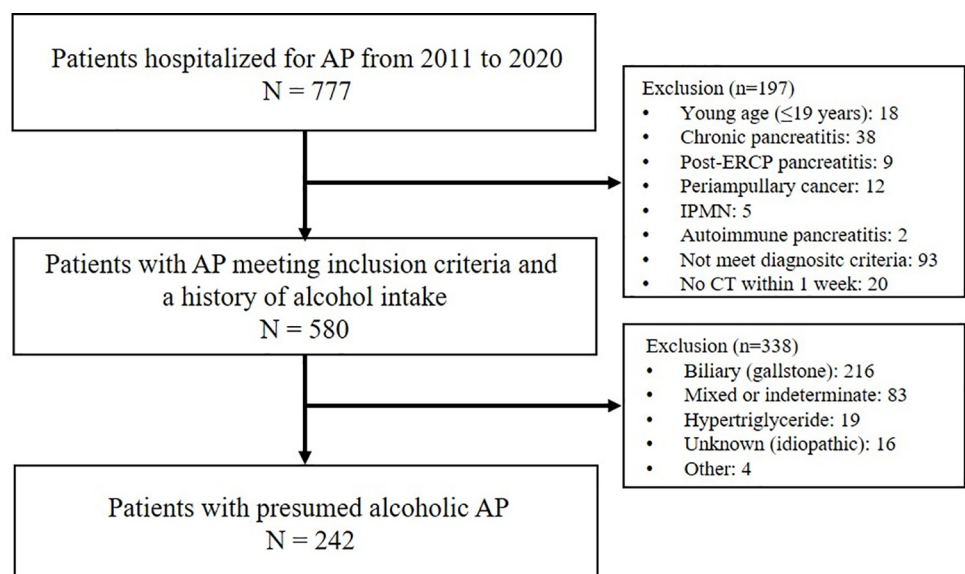 Patients hospitalized for AP from 2011 to 2020
N = 777
Exclusion (n=197)
• Young age (≤19 years): 18
• Chronic pancreatitis: 38
• Post-ERCP pancreatitis: 9
• Periampullary cancer: 12
• IPMN: 5
• Autoimmune pancreatitis: 2
• Not meet diagnositc criteria: 93
• No CT within 1 week: 20
Patients with AP meeting inclusion criteria and
a history of alcohol intake
N = 580
Exclusion (n=338)
• Biliary (gallstone): 216
• Mixed or indeterminate: 83
• Hypertriglyceride: 19
• Unknown (idiopathic): 16
• Other: 4
Patients with presumed alcoholic AP
N = 242